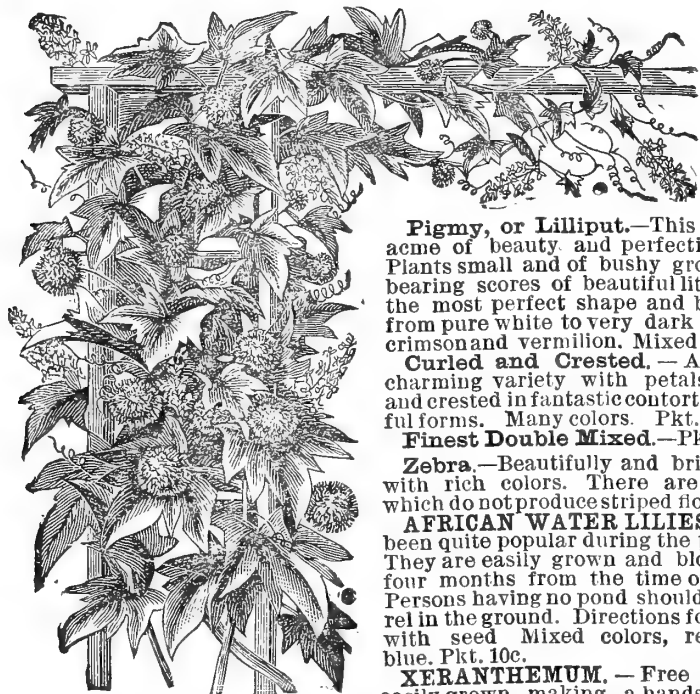 Pigmy, or Lilliput.—This
acme of beauty and perfecti
Plants small and of bushy gro
bearing scores of beautiful lit
the most perfect shape and b
from pure white to very dark
crimson and vermilion. Mixed
Curled and Crested. — A
charming variety with petals
and crested in fantastic contort
ful forms. Many colors. Pkt.
Finest Double Mixed.—Pk
Zebra.—Beautifully and bri
with rich colors. There are
which do not produce striped flo
AFRICAN WATER LILIES
been quite popular during the
They are easily grown and blo
four months from the time o
Persons having no pond should
rel in the ground. Directions fo
with seed Mixed colors, re
blue. Pkt. 10c.
XERANTHEMUM. — Free
easily grown, making a hands